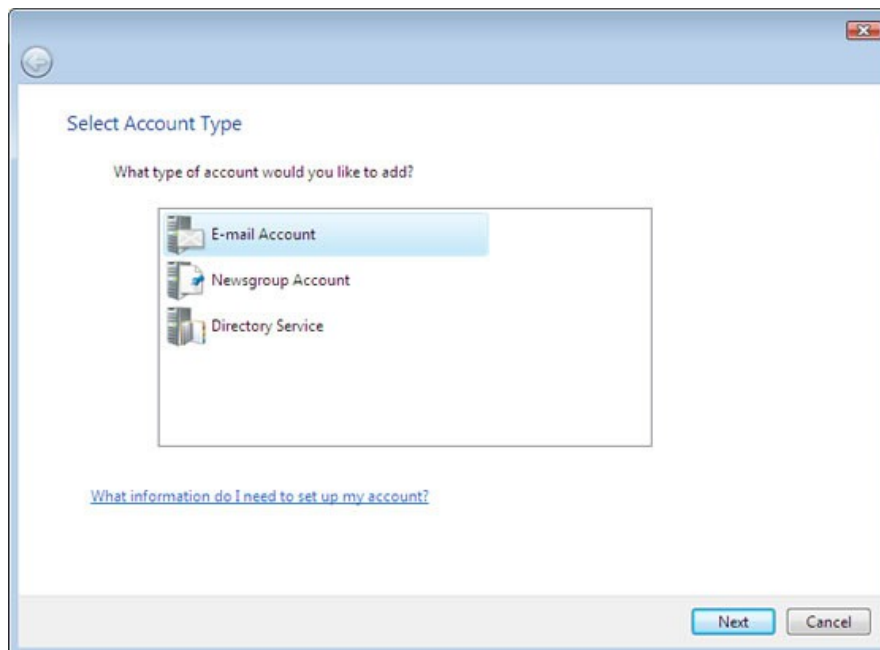 Select Account Type
What type of account would you like to add?
E-mail Account
Newsgroup Account
Directory Service
What information do I need to set up my account?
Next Cancel